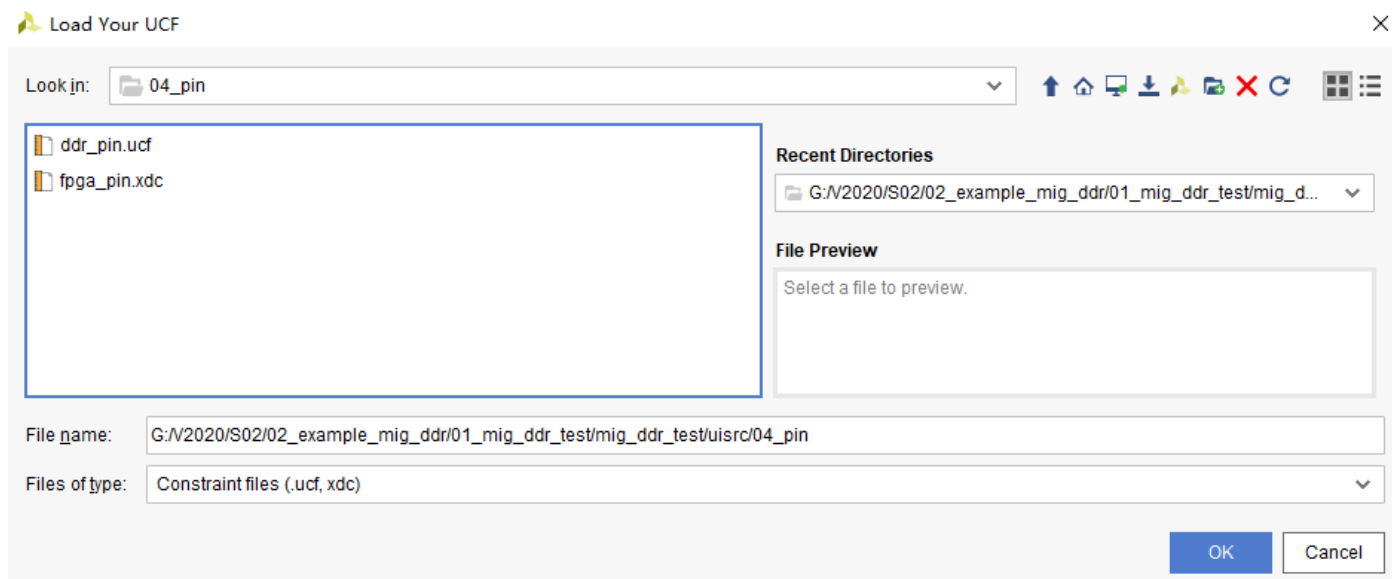 Load Your UCF
Look in: 04_pin
ddr_pin.ucf
fpga_pin.xdc
Recent Directories
G:/V2020/S02/02_example_mig_ddr/01_mig_ddr_test/mig_d...
File Preview
Select a file to preview.
File name: G:/V2020/S02/02_example_mig_ddr/01_mig_ddr_test/mig_ddr_test/uisrc/04_pin
Files of type: Constraint files (.ucf, xdc)
OK Cancel